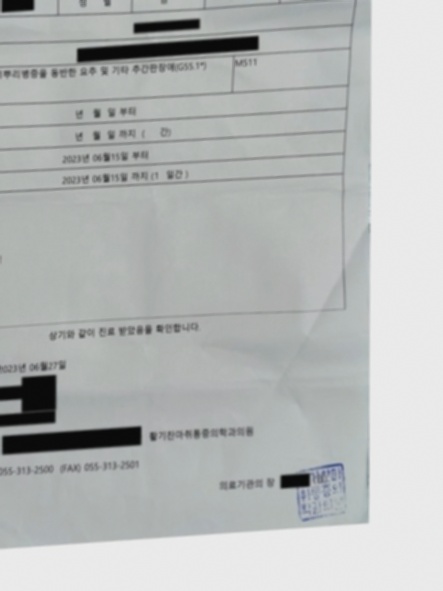 성 별
뿌리병증을 동반한 요추 및 기타 추간판장애(G55.1*) M511
년 월 일 부터
년 월 일 까지 ( 간)
2023년 06월15일 부터
2023년 06월15일 까지 (1 일간)
상기와 같이 진료 받았음을 확인합니다.
2023년 06월27일
활기찬마취통증의학과의원
055-313-2500 (FAX) 055-313-2501
의료기관의 장